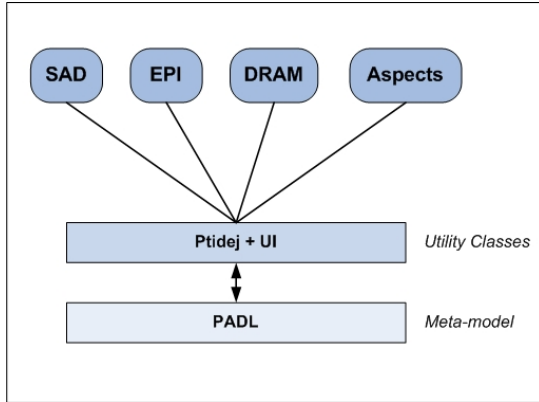 SAD
EPI
DRAM
Aspects
Ptidej + UI
Utility Classes
PADL
Meta-model